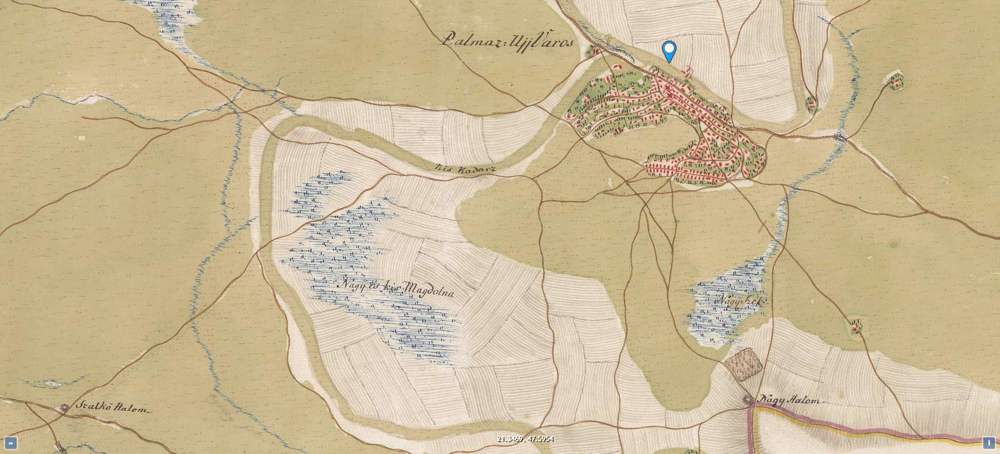 Palmaz: Ujj Város
kis Kadarz
Nagy és kis Magdolna
Nagy Szék
Szalkó Halom
Nagy Halom
21.3469, 47.5954